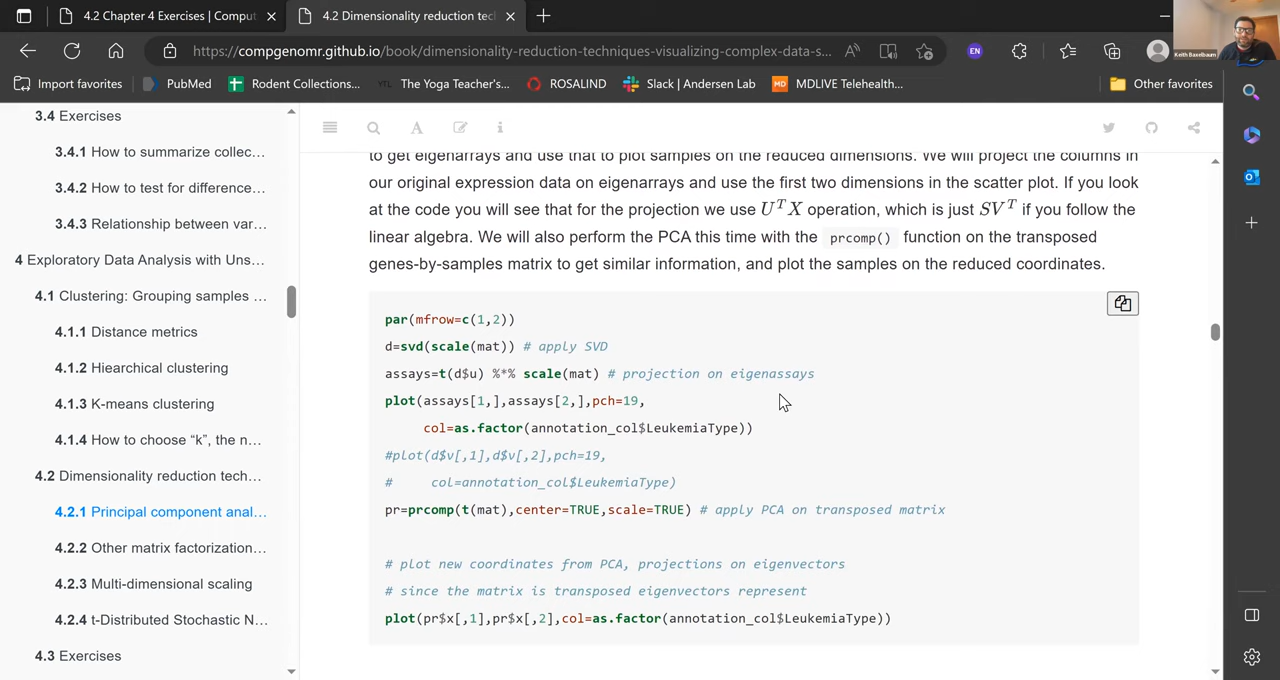 4.2 Chapter 4 Exercises | Comput
4.2 Dimensionality reduction tec
https://compgenomr.github.io/book/dimensionality-reduction-techniques-visualizing-complex-data-s...
EN
Keith Baxelbaum
Import favorites
PubMed
Rodent Collections...
YTL The Yoga Teacher's...
ROSALIND
Slack | Andersen Lab
MD MDLIVE Telehealth...
Other favorites
3.4 Exercises
3.4.1 How to summarize collec...
3.4.2 How to test for difference...
3.4.3 Relationship between var...
4 Exploratory Data Analysis with Uns...
4.1 Clustering: Grouping samples ...
4.1.1 Distance metrics
4.1.2 Hiearchical clustering
4.1.3 K-means clustering
4.1.4 How to choose “k”, the n...
4.2 Dimensionality reduction tech...
4.2.1 Principal component anal...
4.2.2 Other matrix factorization...
4.2.3 Multi-dimensional scaling
4.2.4 t-Distributed Stochastic N...
4.3 Exercises
to get eigenarrays and use that to plot samples on the reduced dimensions. We will project the columns in
our original expression data on eigenarrays and use the first two dimensions in the scatter plot. If you look
at the code you will see that for the projection we use U^T X operation, which is just SV^T if you follow the
linear algebra. We will also perform the PCA this time with the prcomp() function on the transposed
genes-by-samples matrix to get similar information, and plot the samples on the reduced coordinates.
par(mfrow=c(1,2))
d=svd(scale(mat)) # apply SVD
assays=t(d$u) %*% scale(mat) # projection on eigenassays
plot(assays[1,],assays[2,],pch=19,
col=as.factor(annotation_col$LeukemiaType))
#plot(d$v[,1],d$v[,2],pch=19,
# col=annotation_col$LeukemiaType)
pr=prcomp(t(mat),center=TRUE,scale=TRUE) # apply PCA on transposed matrix
# plot new coordinates from PCA, projections on eigenvectors
# since the matrix is transposed eigenvectors represent
plot(pr$x[,1],pr$x[,2],col=as.factor(annotation_col$LeukemiaType))